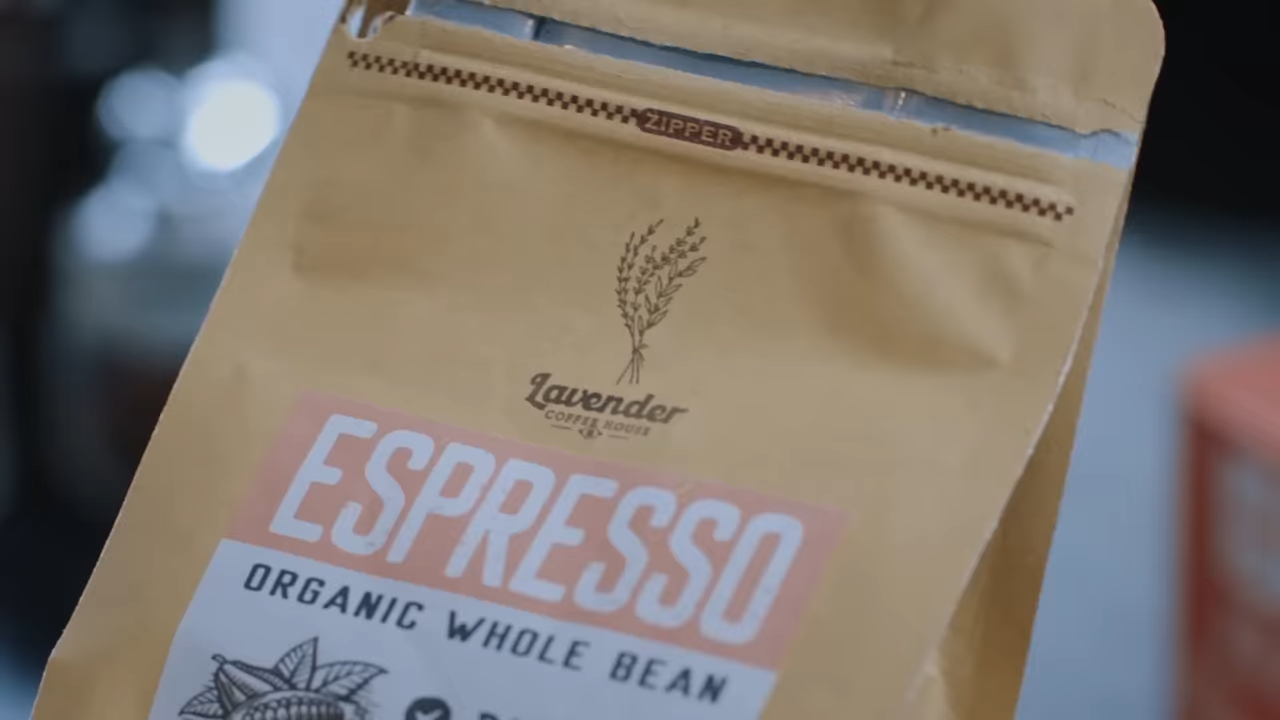 ZIPPER
Lavender
COFFEE HOUSE
ESPRESSO
ORGANIC WHOLE BEAN